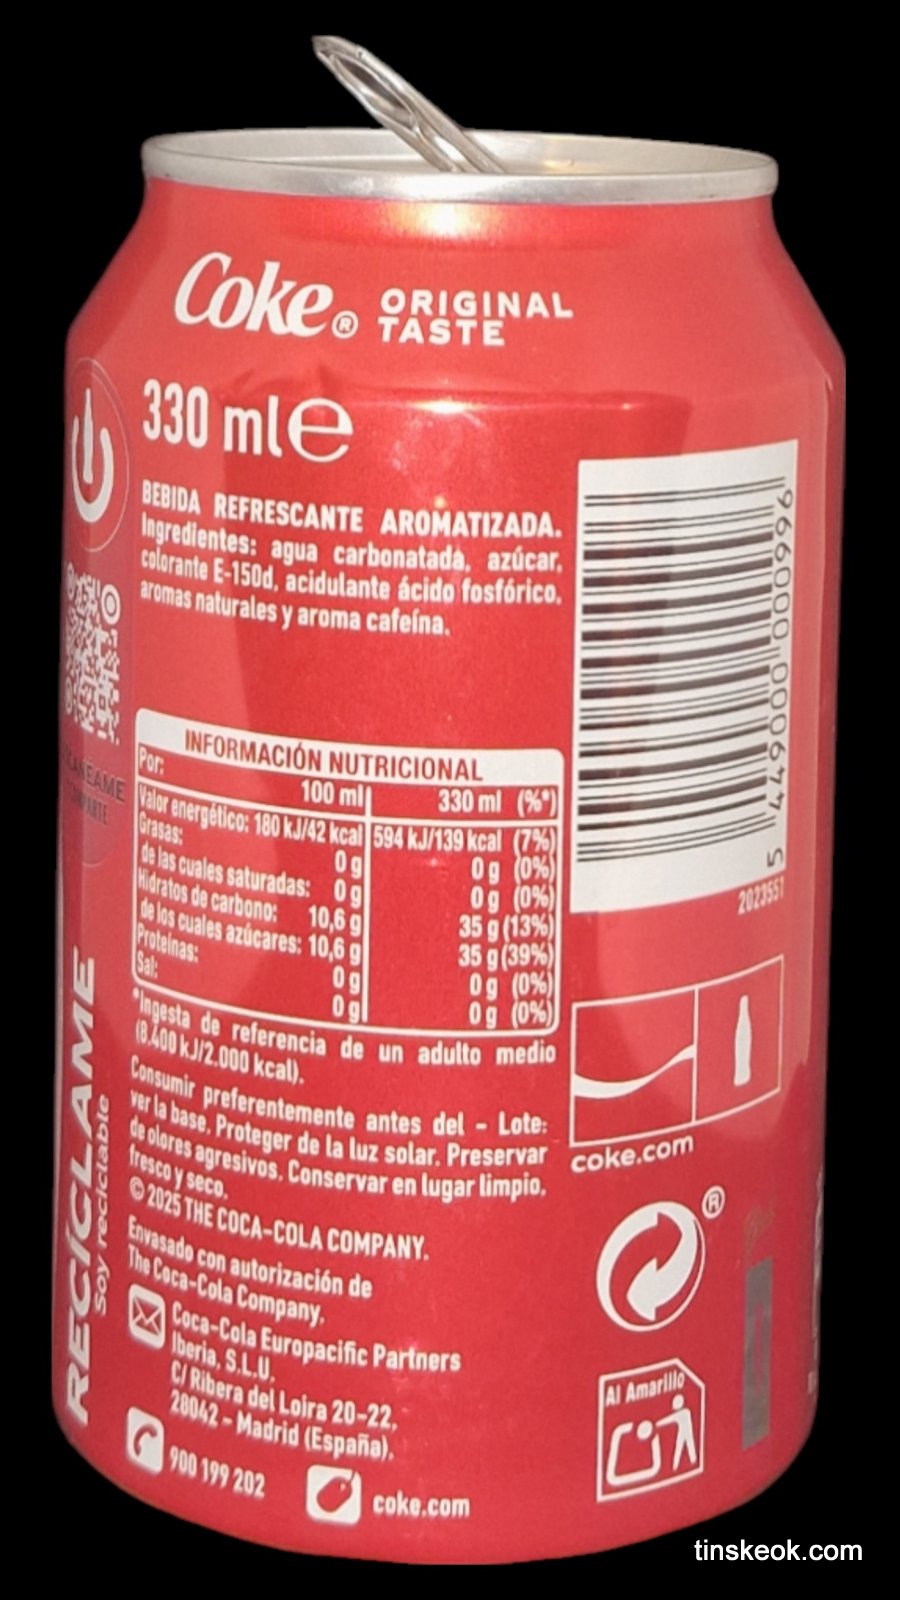 Coke® ORIGINAL
TASTE
330 ml e
BEBIDA REFRESCANTE AROMATIZADA.
Ingredientes: agua carbonatada, azúcar,
colorante E-150d, acidulante ácido fosfórico,
aromas naturales y aroma cafeína.
INFORMACIÓN NUTRICIONAL
Por: 100 ml 330 ml (%*)
Valor energético: 180 kJ/42 kcal 594 kJ/139 kcal (7%)
Grasas: 0 g 0 g (0%)
de las cuales saturadas: 0 g 0 g (0%)
Hidratos de carbono: 10,6 g 35 g (13%)
de los cuales azúcares: 10,6 g 35 g (39%)
Proteínas: 0 g 0 g (0%)
Sal: 0 g 0 g (0%)
*Ingesta de referencia de un adulto medio
(8.400 kJ/2.000 kcal).
Consumir preferentemente antes del - Lote:
ver la base. Proteger de la luz solar. Preservar
de olores agresivos. Conservar en lugar limpio,
fresco y seco.
© 2025 THE COCA-COLA COMPANY.
Envasado con autorización de
The Coca-Cola Company.
Coca-Cola Europacific Partners
Iberia, S.L.U.
C/ Ribera del Loira 20-22,
28042 - Madrid (España).
900 199 202
coke.com
RECÍCLAME
Soy reciclable
5 449000 000996
2023551
coke.com
®
Al Amarillo
tinskeok.com